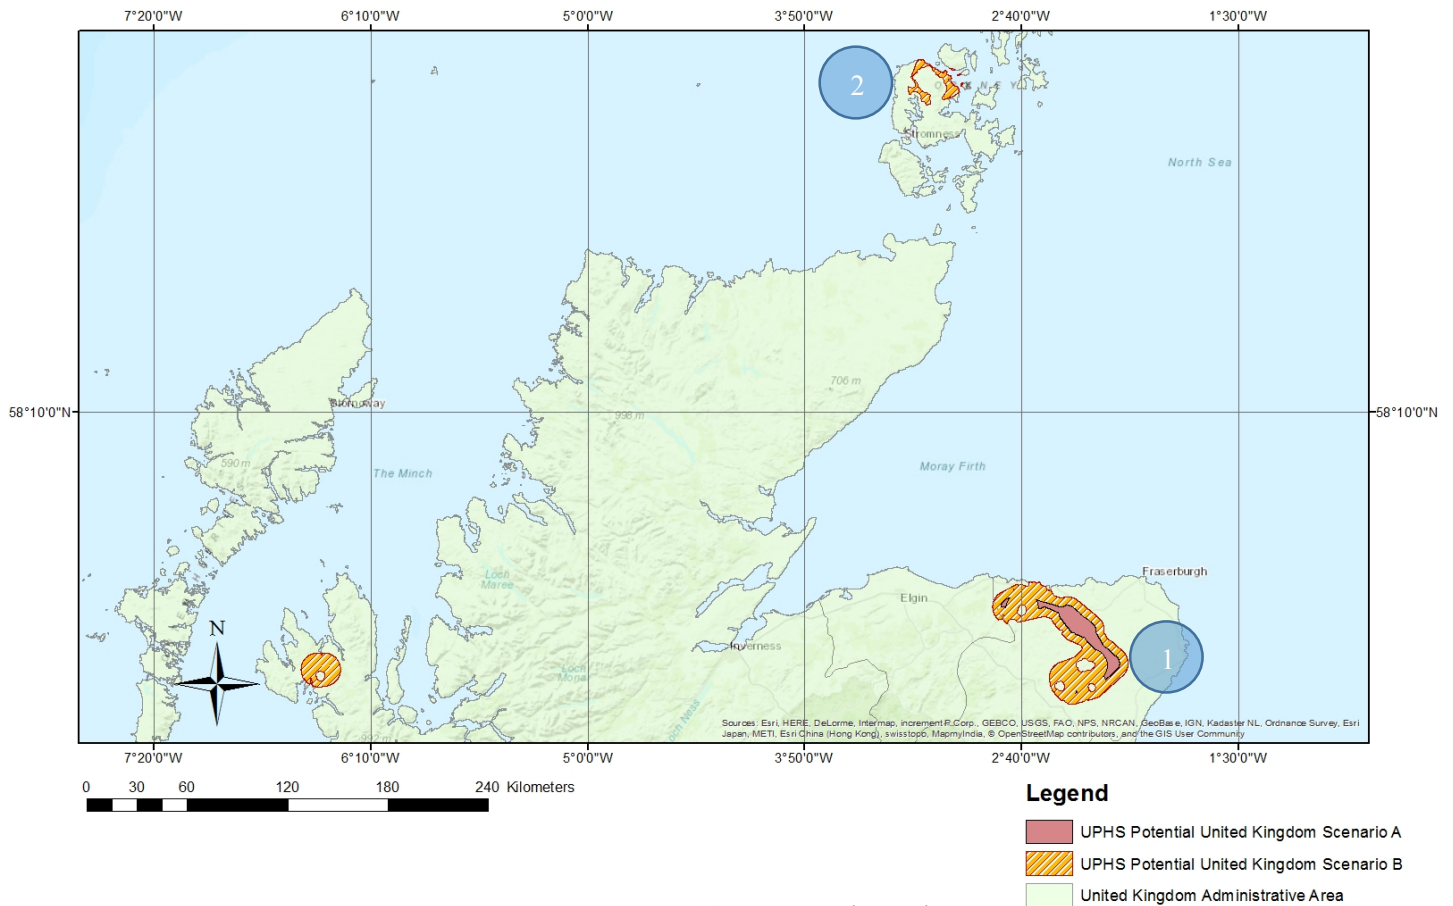 7°20'0"W 6°10'0"W 5°0'0"W 3°50'0"W 2°40'0"W 1°30'0"W
2
Stromness
North Sea
706 m
58°10'0"N 58°10'0"N
Stornoway
998 m
590 m
The Minch
Moray Firth
Fraserburgh
Loch
Maree
Elgin
N
Inverness
1
Loch
Sources: Esri, HERE, DeLorme, Intermap, increment P Corp., GEBCO, USGS, FAO, NPS, NRCAN, GeoBase, IGN, Kadaster NL, Ordnance Survey, Esri
Japan, METI, Esri China (Hong Kong), swisstopo, MapmyIndia, © OpenStreetMap contributors, and the GIS User Community
992 m
7°20'0"W 6°10'0"W 5°0'0"W 3°50'0"W 2°40'0"W 1°30'0"W
0 30 60 120 180 240 Kilometers
Legend
UPHS Potential United Kingdom Scenario A
UPHS Potential United Kingdom Scenario B
United Kingdom Administrative Area